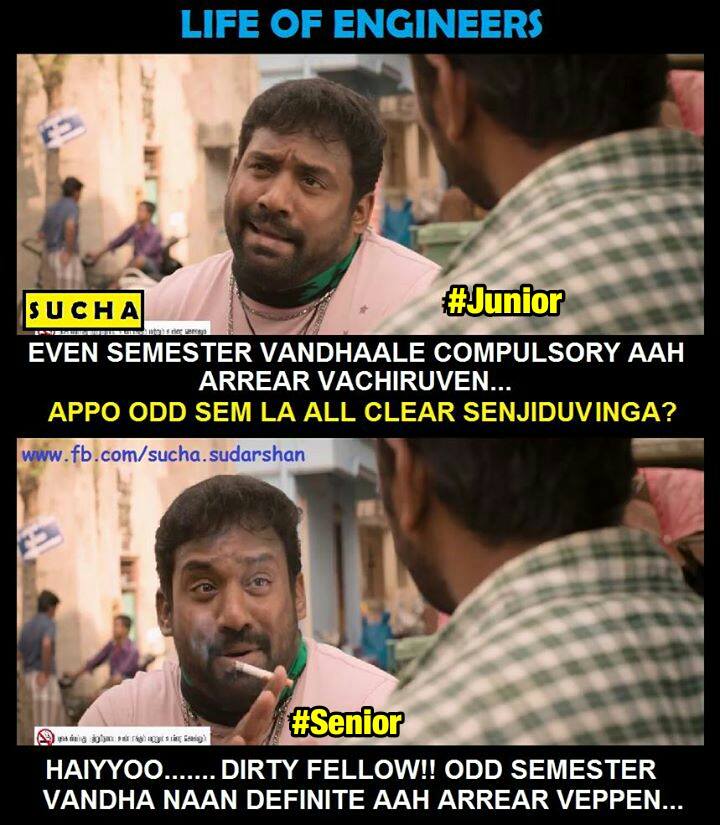 LIFE OF ENGINEERS
#Junior
SUCHA
EVEN SEMESTER VANDHAALE COMPULSORY AAH
ARREAR VACHIRUVEN...
APPO ODD SEM LA ALL CLEAR SENJIDUVINGA?
www.fb.com/sucha.sudarshan
#Senior
HAIYYOO....... DIRTY FELLOW!! ODD SEMESTER
VANDHA NAAN DEFINITE AAH ARREAR VEPPEN...